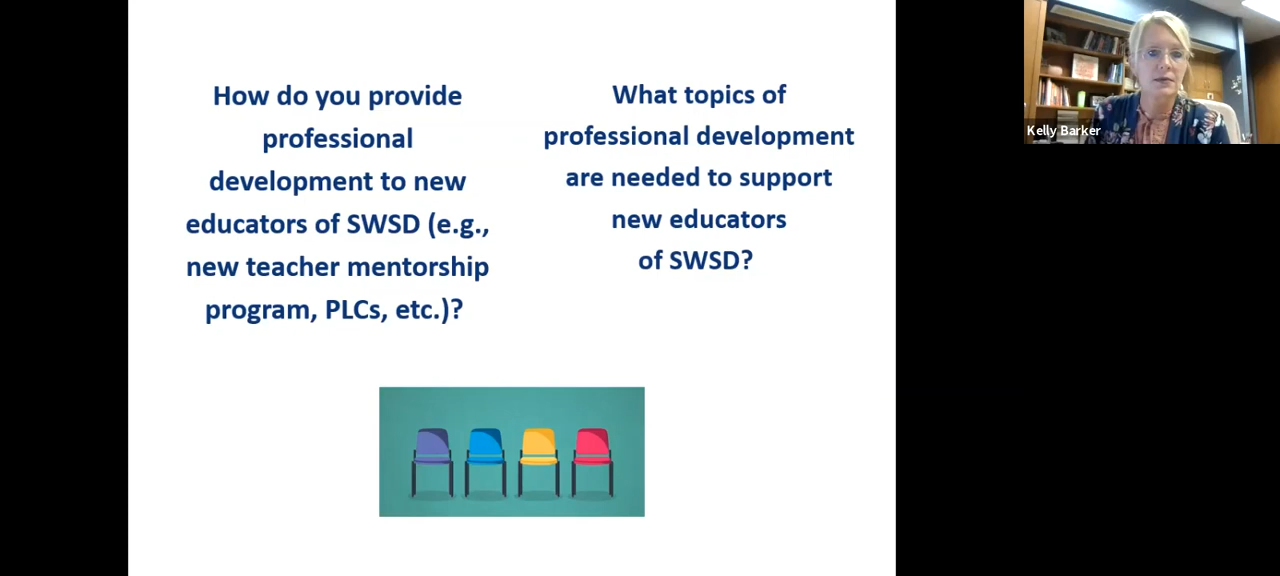 How do you provide
professional
development to new
educators of SWSD (e.g.,
new teacher mentorship
program, PLCs, etc.)?
What topics of
professional development
are needed to support
new educators
of SWSD?
Kelly Barker